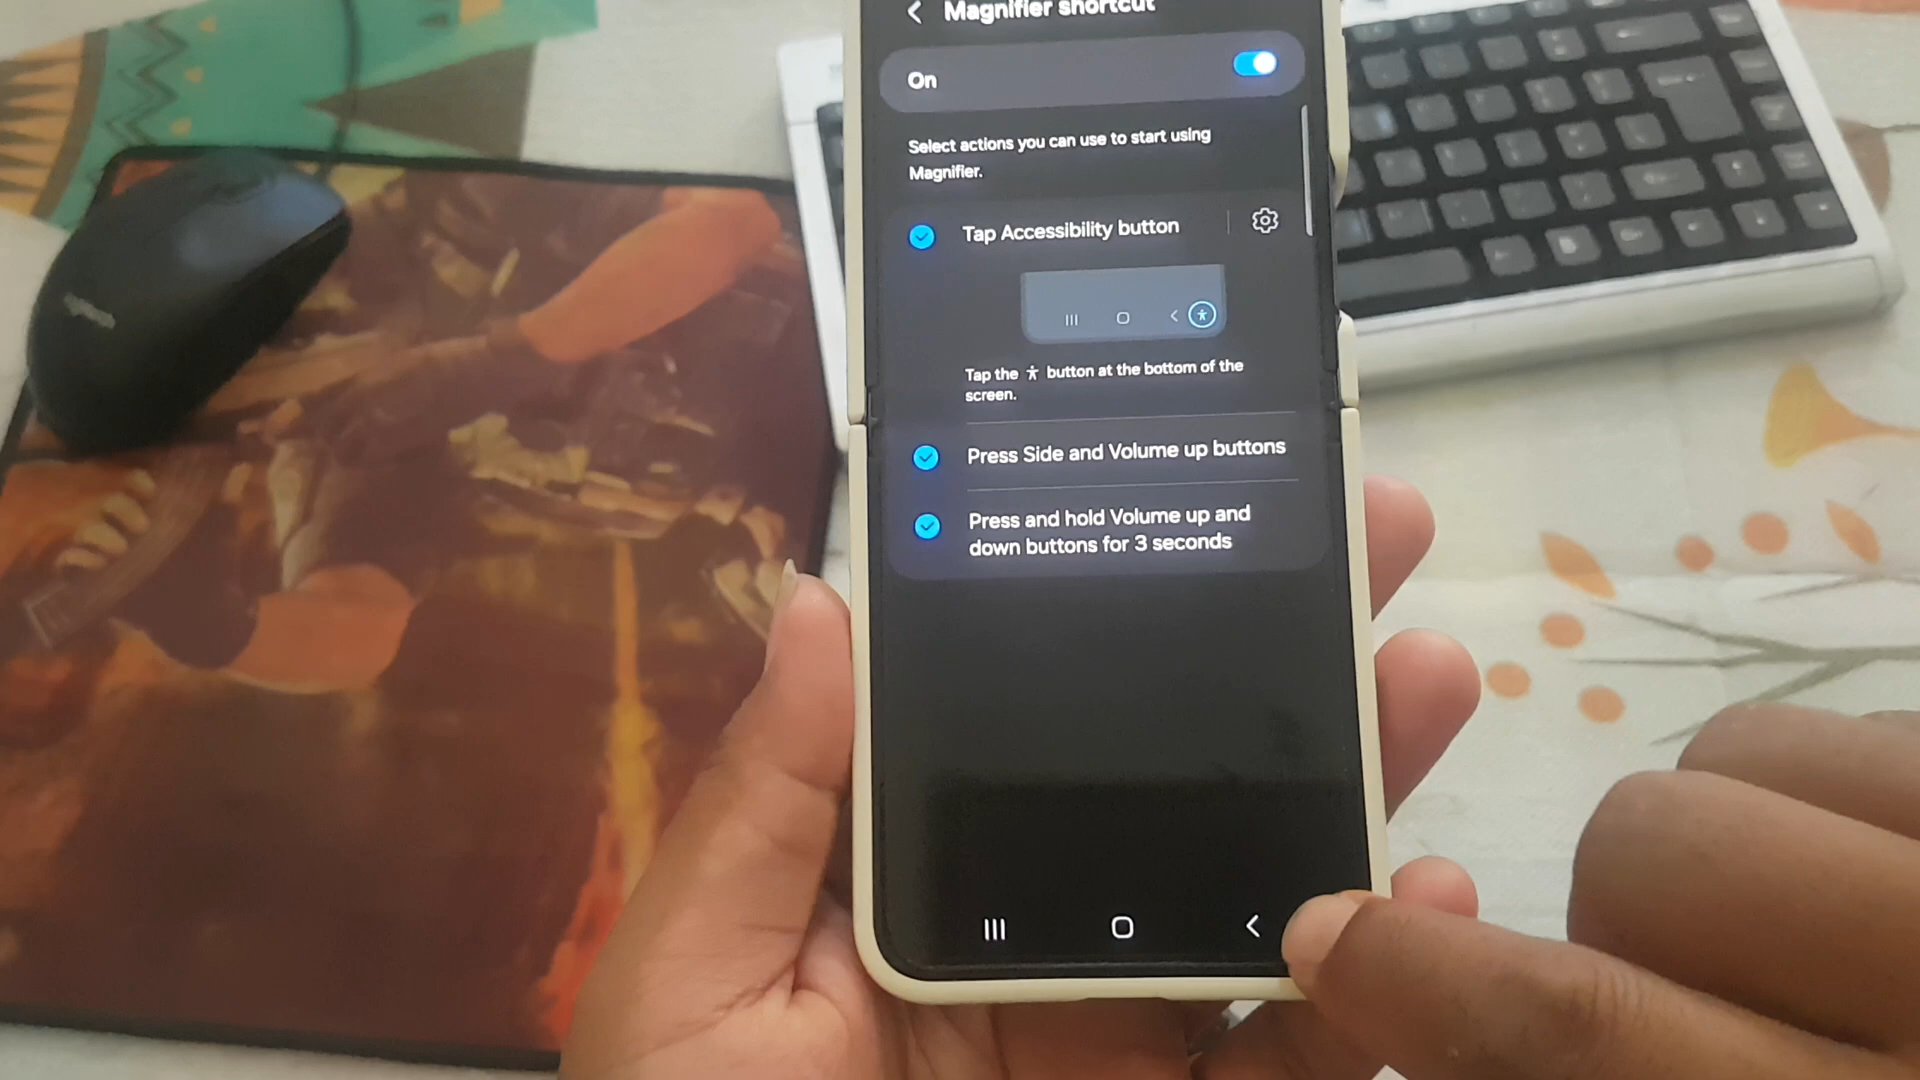 Magnifier shortcut
On
Select actions you can use to start using
Magnifier.
Tap Accessibility button
Tap the button at the bottom of the
screen.
Press Side and Volume up buttons
Press and hold Volume up and
down buttons for 3 seconds